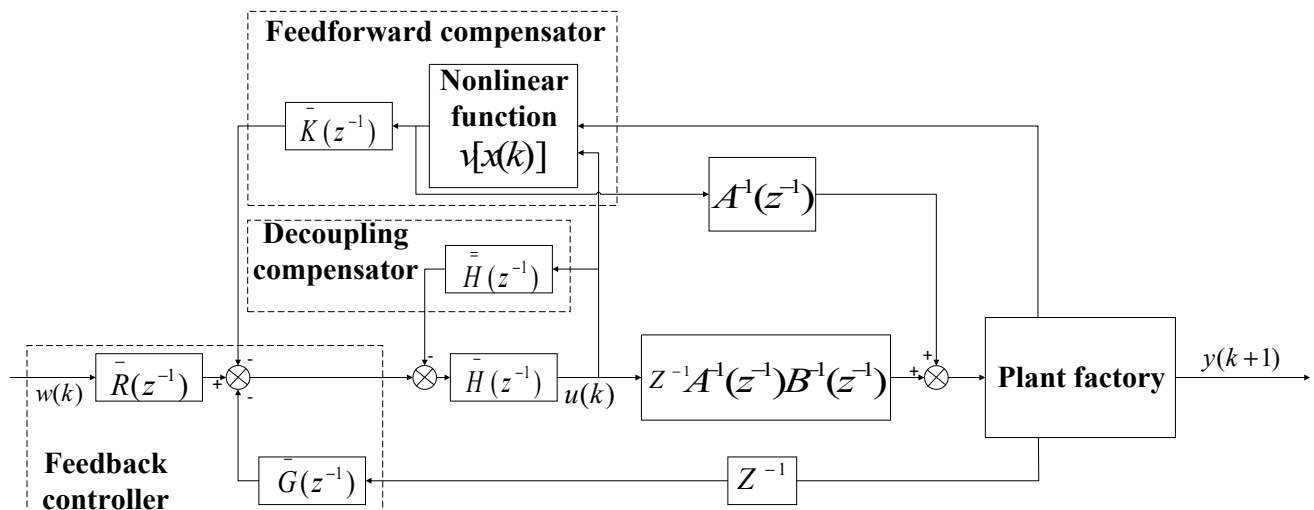 Feedforward compensator
Nonlinear
function
v[x(k)]
K̄(z⁻¹)
A⁻¹(z⁻¹)
Decoupling
compensator
H̿(z⁻¹)
w(k)
R̄(z⁻¹)
+
-
-
-
H̄(z⁻¹)
u(k)
Z⁻¹A⁻¹(z⁻¹)B⁻¹(z⁻¹)
+
+
Plant factory
y(k+1)
Feedback
controller
Ḡ(z⁻¹)
Z⁻¹